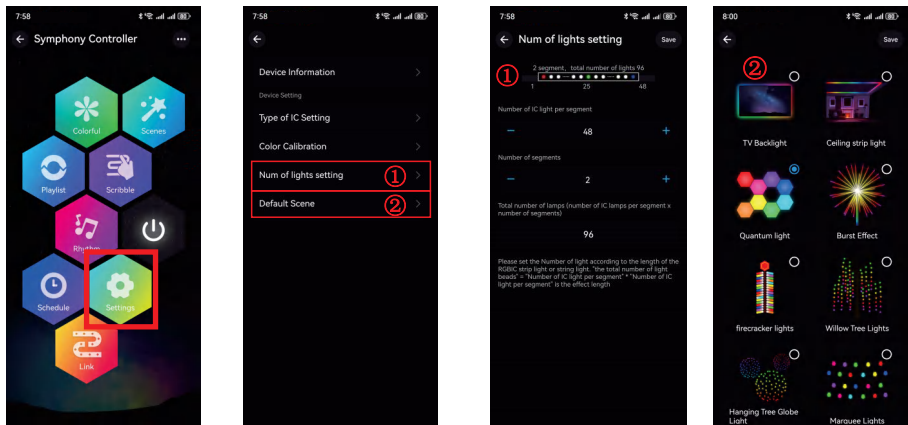 7:58
80
Symphony Controller
Colorful
Scenes
Playlist
Scribble
Rhythm
Schedule
Settings
Link
7:58
80
Device Information
Device Setting
Type of IC Setting
Color Calibration
Num of lights setting ①
Default Scene ②
7:58
80
Num of lights setting
Save
①
2 segment, total number of lights 96
1 25 48
Number of IC light per segment
− 48 +
Number of segments
− 2 +
Total number of lamps (number of IC lamps per segment x
number of segments)
96
Please set the Number of light according to the length of the
RGBIC strip light or string light. "the total number of light
beads" = "Number of IC light per segment" * "Number of IC
light per segment" is the effect length
8:00
80
Save
②
TV Backlight
Ceiling strip light
Quantum light
Burst Effect
firecracker lights
Willow Tree Lights
Hanging Tree Globe
Light
Marquee Lights